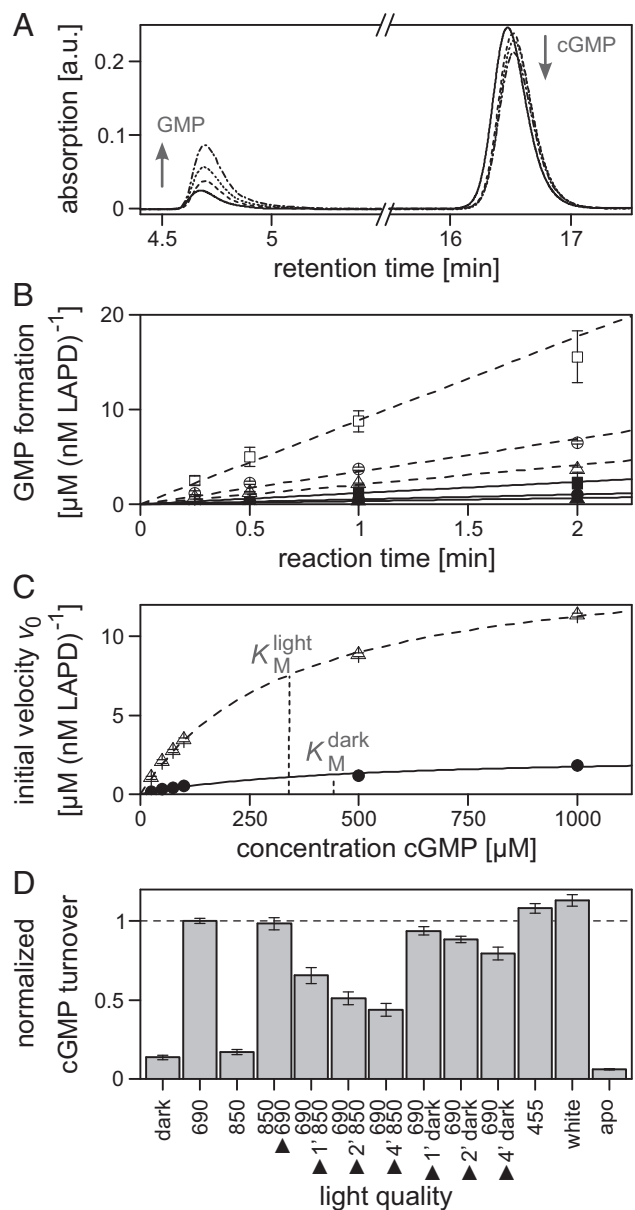 A
absorption [a.u.]
0.2
0.1
0
GMP
cGMP
4.5 5 16 17
retention time [min]
B
GMP formation
[µM (nM LAPD)⁻¹]
20
10
0
0 0.5 1 1.5 2
reaction time [min]
C
initial velocity v₀
[µM (nM LAPD)⁻¹]
10
5
0
K_M^light
K_M^dark
0 250 500 750 1000
concentration cGMP [µM]
D
normalized
cGMP turnover
1
0.5
0
dark
690
850
850 ▲ 690
690 ▲ 1' 850
690 ▲ 2' 850
690 ▲ 4' 850
690 ▲ 1' dark
690 ▲ 2' dark
690 ▲ 4' dark
455
white
apo
light quality